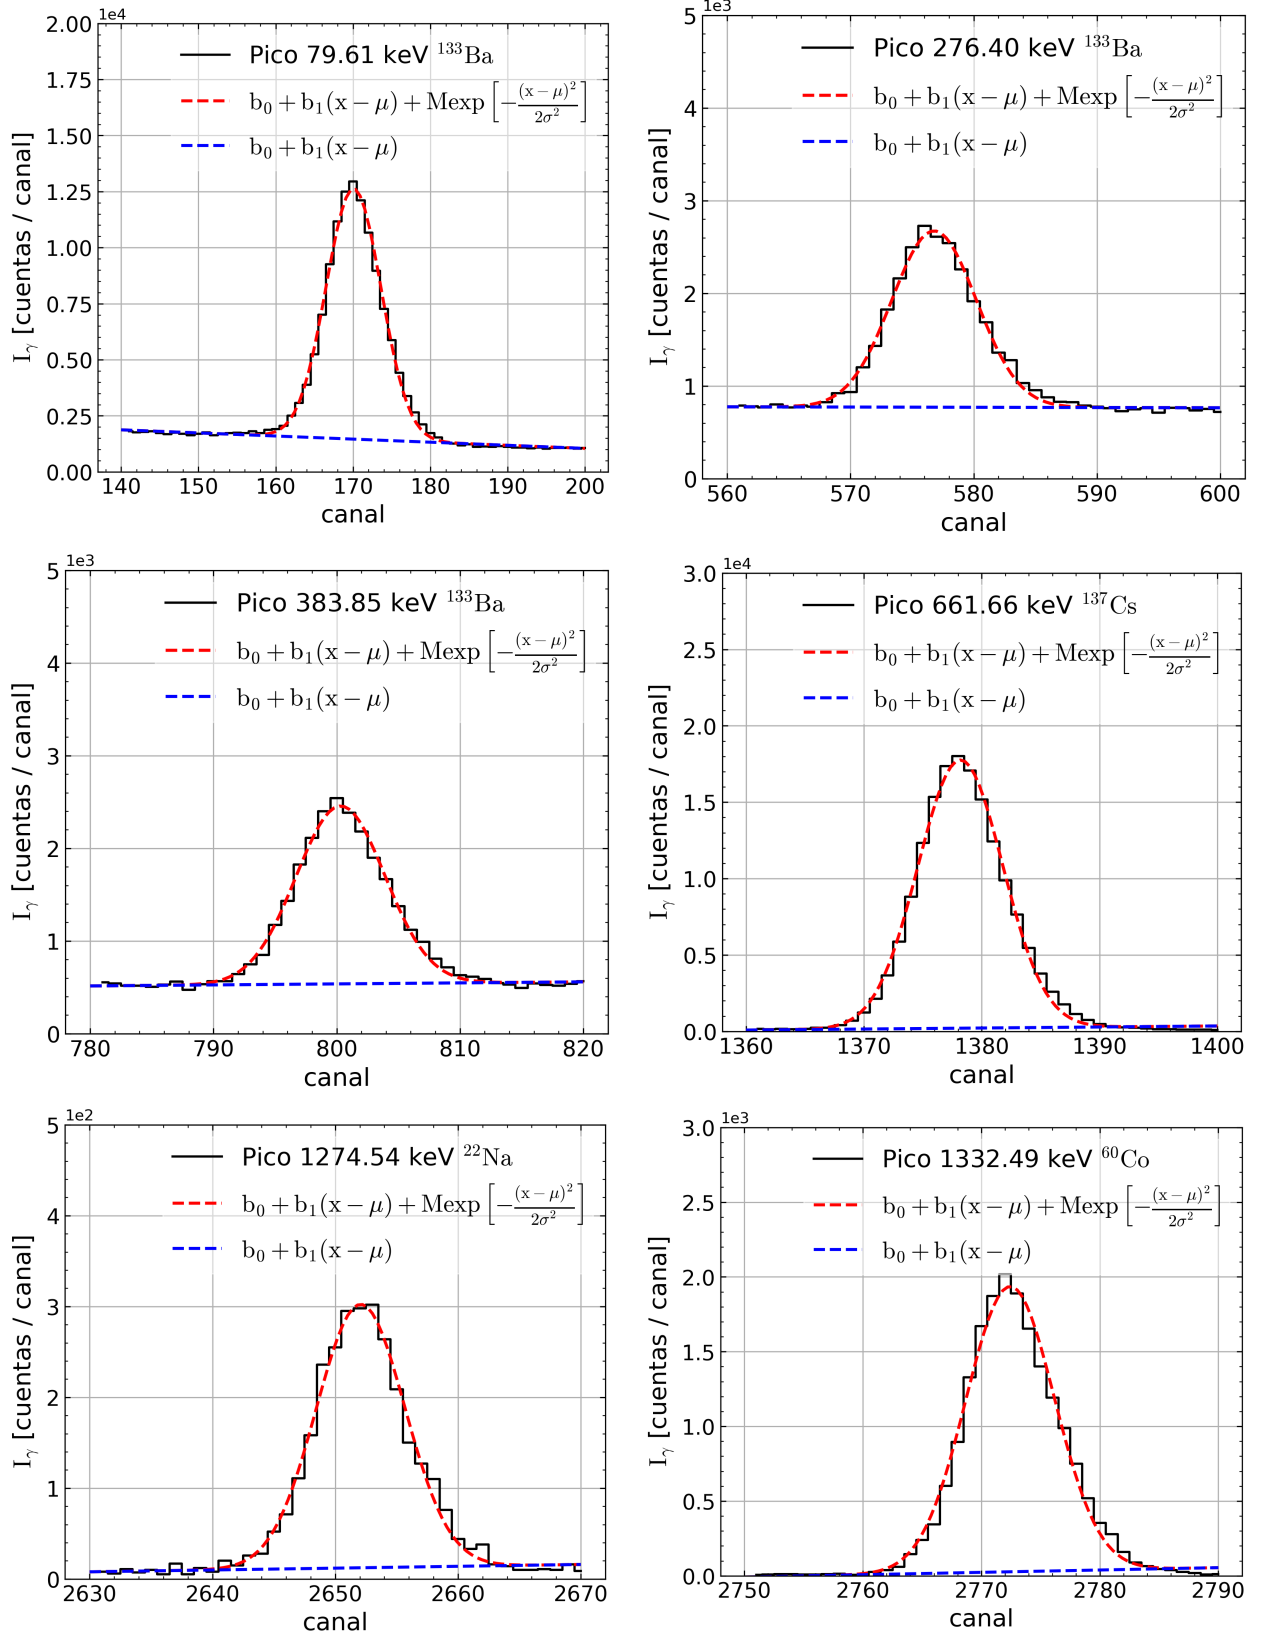 1e4
Pico 79.61 keV ¹³³Ba
b₀ + b₁(x − μ) + Mexp [−(x − μ)²/2σ²]
b₀ + b₁(x − μ)
I_γ [cuentas / canal]
2.00
1.75
1.50
1.25
1.00
0.75
0.50
0.25
0.00
140 150 160 170 180 190 200
canal
1e3
Pico 276.40 keV ¹³³Ba
b₀ + b₁(x − μ) + Mexp [−(x − μ)²/2σ²]
b₀ + b₁(x − μ)
I_γ [cuentas / canal]
5
4
3
2
1
0
560 570 580 590 600
canal
1e3
Pico 383.85 keV ¹³³Ba
b₀ + b₁(x − μ) + Mexp [−(x − μ)²/2σ²]
b₀ + b₁(x − μ)
I_γ [cuentas / canal]
5
4
3
2
1
0
780 790 800 810 820
canal
1e4
Pico 661.66 keV ¹³⁷Cs
b₀ + b₁(x − μ) + Mexp [−(x − μ)²/2σ²]
b₀ + b₁(x − μ)
I_γ [cuentas / canal]
3.0
2.5
2.0
1.5
1.0
0.5
0.0
1360 1370 1380 1390 1400
canal
1e2
Pico 1274.54 keV ²²Na
b₀ + b₁(x − μ) + Mexp [−(x − μ)²/2σ²]
b₀ + b₁(x − μ)
I_γ [cuentas / canal]
5
4
3
2
1
0
2630 2640 2650 2660 2670
canal
1e3
Pico 1332.49 keV ⁶⁰Co
b₀ + b₁(x − μ) + Mexp [−(x − μ)²/2σ²]
b₀ + b₁(x − μ)
I_γ [cuentas / canal]
3.0
2.5
2.0
1.5
1.0
0.5
0.0
2750 2760 2770 2780 2790
canal